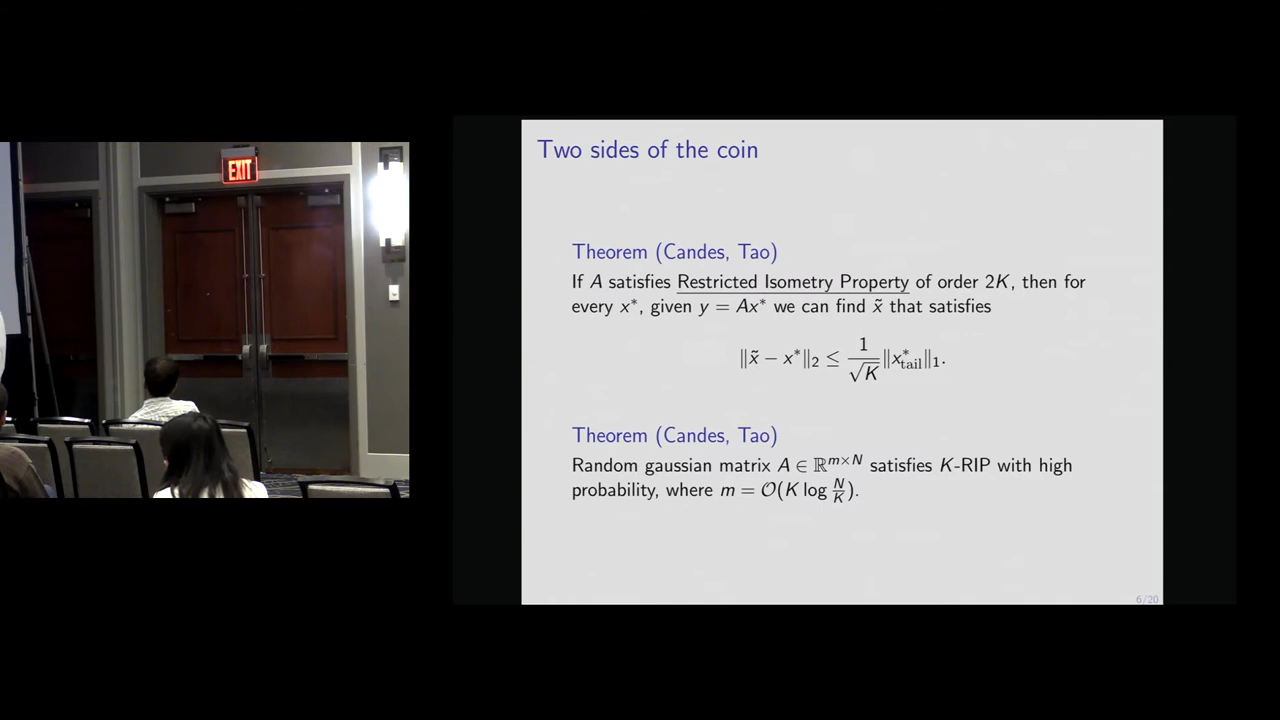 EXIT
Two sides of the coin
Theorem (Candes, Tao)
If A satisfies Restricted Isometry Property of order 2K, then for
every x*, given y = Ax* we can find x̃ that satisfies
‖x̃ − x*‖₂ ≤ 1/√K ‖x*tail‖₁.
Theorem (Candes, Tao)
Random gaussian matrix A ∈ ℝ^{m×N} satisfies K-RIP with high
probability, where m = 𝒪(K log N/K).
6/20